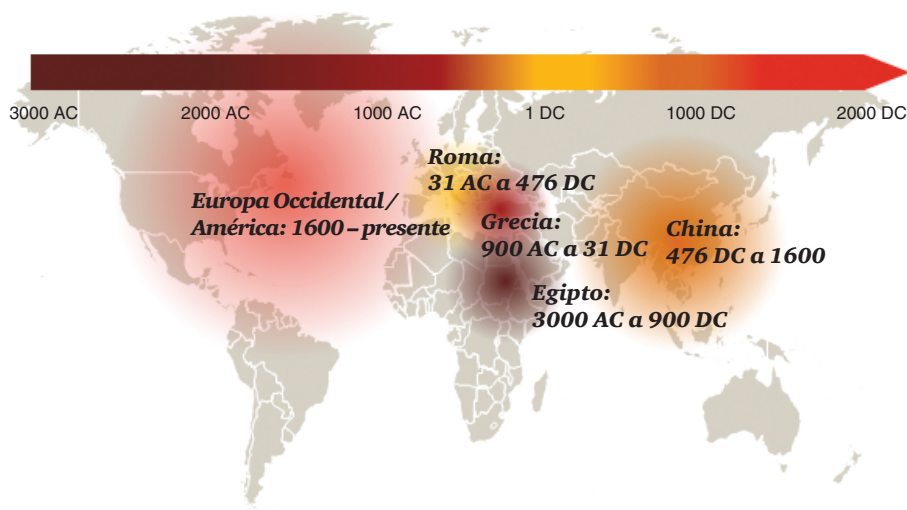 3000 AC 2000 AC 1000 AC 1 DC 1000 DC 2000 DC
Roma:
31 AC a 476 DC
Europa Occidental /
América: 1600 – presente
Grecia:
900 AC a 31 DC
China:
476 DC a 1600
Egipto:
3000 AC a 900 DC